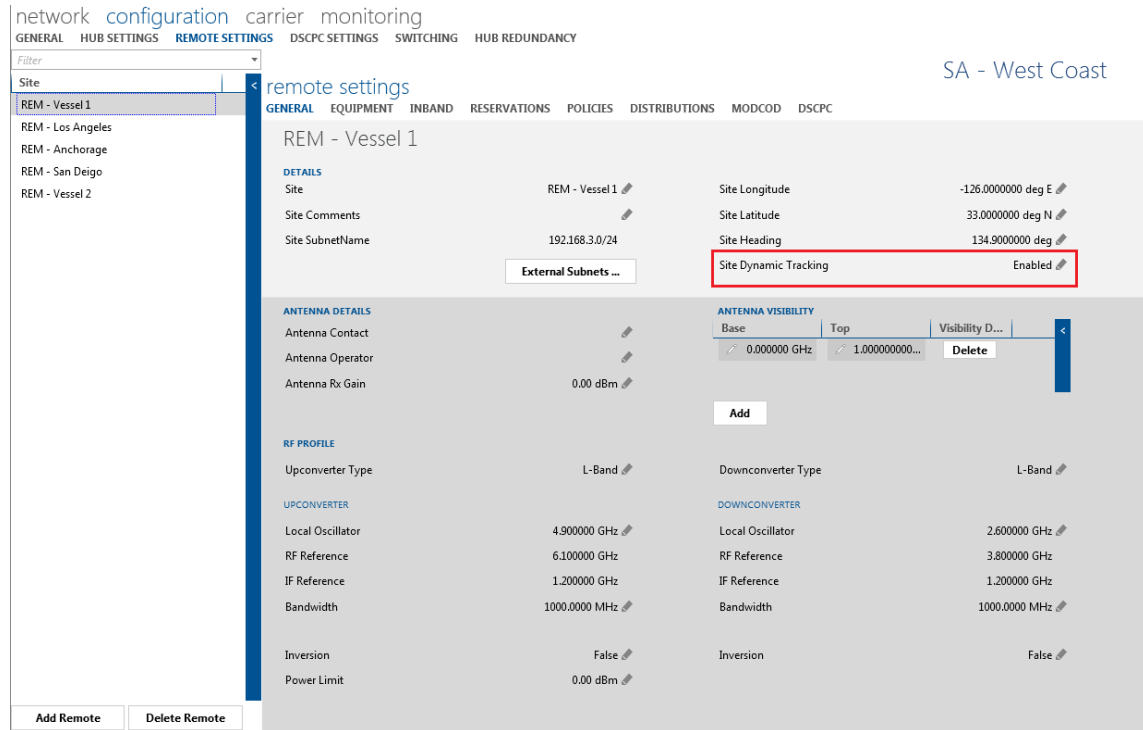 network configuration carrier monitoring
GENERAL HUB SETTINGS REMOTE SETTINGS DSCPC SETTINGS SWITCHING HUB REDUNDANCY
Filter
SA - West Coast
Site
<
REM - Vessel 1
REM - Los Angeles
REM - Anchorage
REM - San Deigo
REM - Vessel 2
Add Remote Delete Remote
remote settings
GENERAL EQUIPMENT INBAND RESERVATIONS POLICIES DISTRIBUTIONS MODCOD DSCPC
REM - Vessel 1
DETAILS
Site REM - Vessel 1 Site Longitude -126.0000000 deg E
Site Comments Site Latitude 33.0000000 deg N
Site SubnetName 192.168.3.0/24 Site Heading 134.9000000 deg
External Subnets ... Site Dynamic Tracking Enabled
ANTENNA DETAILS ANTENNA VISIBILITY
Antenna Contact Base Top Visibility D... <
Antenna Operator 0.000000 GHz 1.000000000... Delete
Antenna Rx Gain 0.00 dBm
Add
RF PROFILE
Upconverter Type L-Band Downconverter Type L-Band
UPCONVERTER DOWNCONVERTER
Local Oscillator 4.900000 GHz Local Oscillator 2.600000 GHz
RF Reference 6.100000 GHz RF Reference 3.800000 GHz
IF Reference 1.200000 GHz IF Reference 1.200000 GHz
Bandwidth 1000.0000 MHz Bandwidth 1000.0000 MHz
Inversion False Inversion False
Power Limit 0.00 dBm